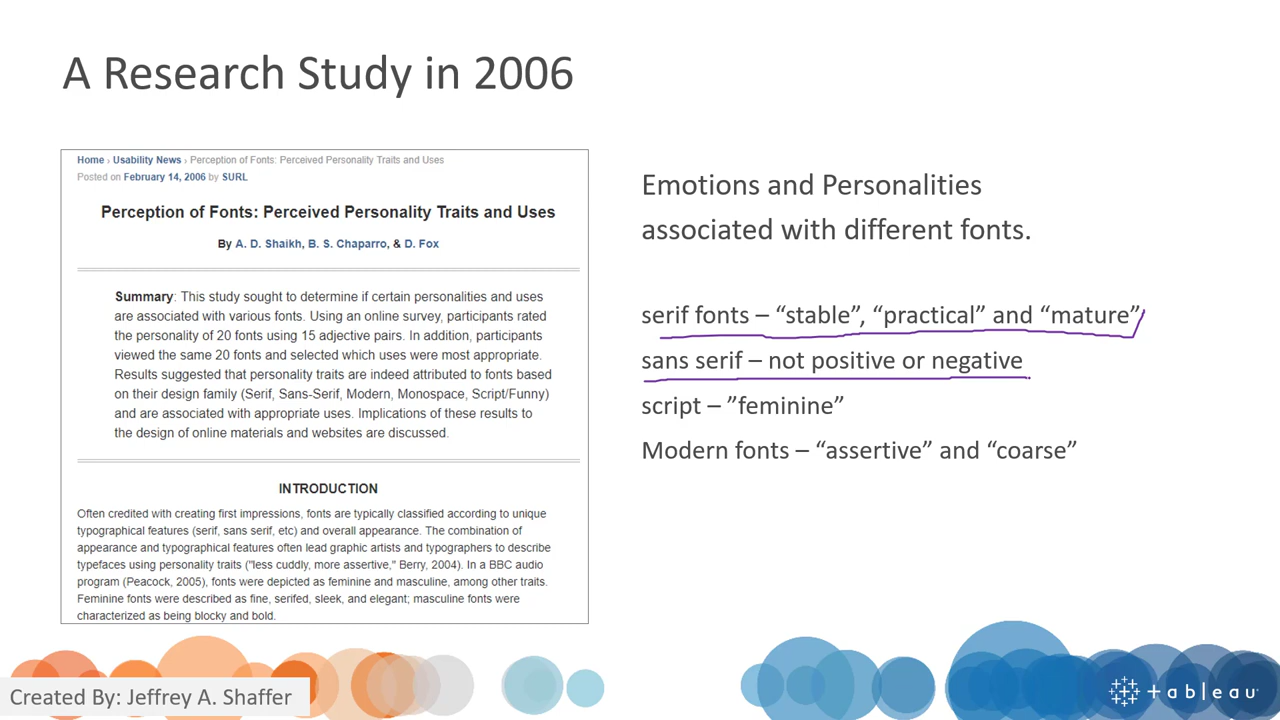 A Research Study in 2006
Home › Usability News › Perception of Fonts: Perceived Personality Traits and Uses
Posted on February 14, 2006 by SURL
Perception of Fonts: Perceived Personality Traits and Uses
By A. D. Shaikh, B. S. Chaparro, & D. Fox
Summary: This study sought to determine if certain personalities and uses
are associated with various fonts. Using an online survey, participants rated
the personality of 20 fonts using 15 adjective pairs. In addition, participants
viewed the same 20 fonts and selected which uses were most appropriate.
Results suggested that personality traits are indeed attributed to fonts based
on their design family (Serif, Sans-Serif, Modern, Monospace, Script/Funny)
and are associated with appropriate uses. Implications of these results to
the design of online materials and websites are discussed.
INTRODUCTION
Often credited with creating first impressions, fonts are typically classified according to unique
typographical features (serif, sans serif, etc) and overall appearance. The combination of
appearance and typographical features often lead graphic artists and typographers to describe
typefaces using personality traits ("less cuddly, more assertive," Berry, 2004). In a BBC audio
program (Peacock, 2005), fonts were depicted as feminine and masculine, among other traits.
Feminine fonts were described as fine, serifed, sleek, and elegant; masculine fonts were
characterized as being blocky and bold.
Emotions and Personalities
associated with different fonts.
serif fonts – “stable”, “practical” and “mature”
sans serif – not positive or negative
script – ”feminine”
Modern fonts – “assertive” and “coarse”
Created By: Jeffrey A. Shaffer
tableau